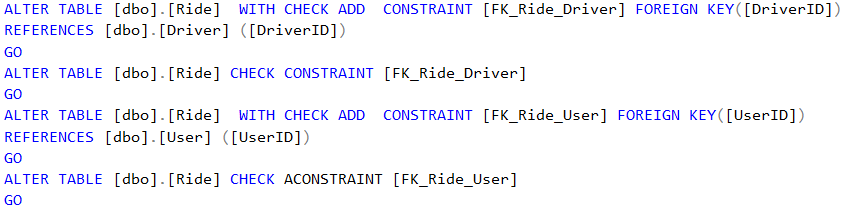 ALTER TABLE [dbo].[Ride]  WITH CHECK ADD  CONSTRAINT [FK_Ride_Driver] FOREIGN KEY([DriverID])
REFERENCES [dbo].[Driver] ([DriverID])
GO
ALTER TABLE [dbo].[Ride] CHECK CONSTRAINT [FK_Ride_Driver]
GO
ALTER TABLE [dbo].[Ride]  WITH CHECK ADD  CONSTRAINT [FK_Ride_User] FOREIGN KEY([UserID])
REFERENCES [dbo].[User] ([UserID])
GO
ALTER TABLE [dbo].[Ride] CHECK ACONSTRAINT [FK_Ride_User]
GO